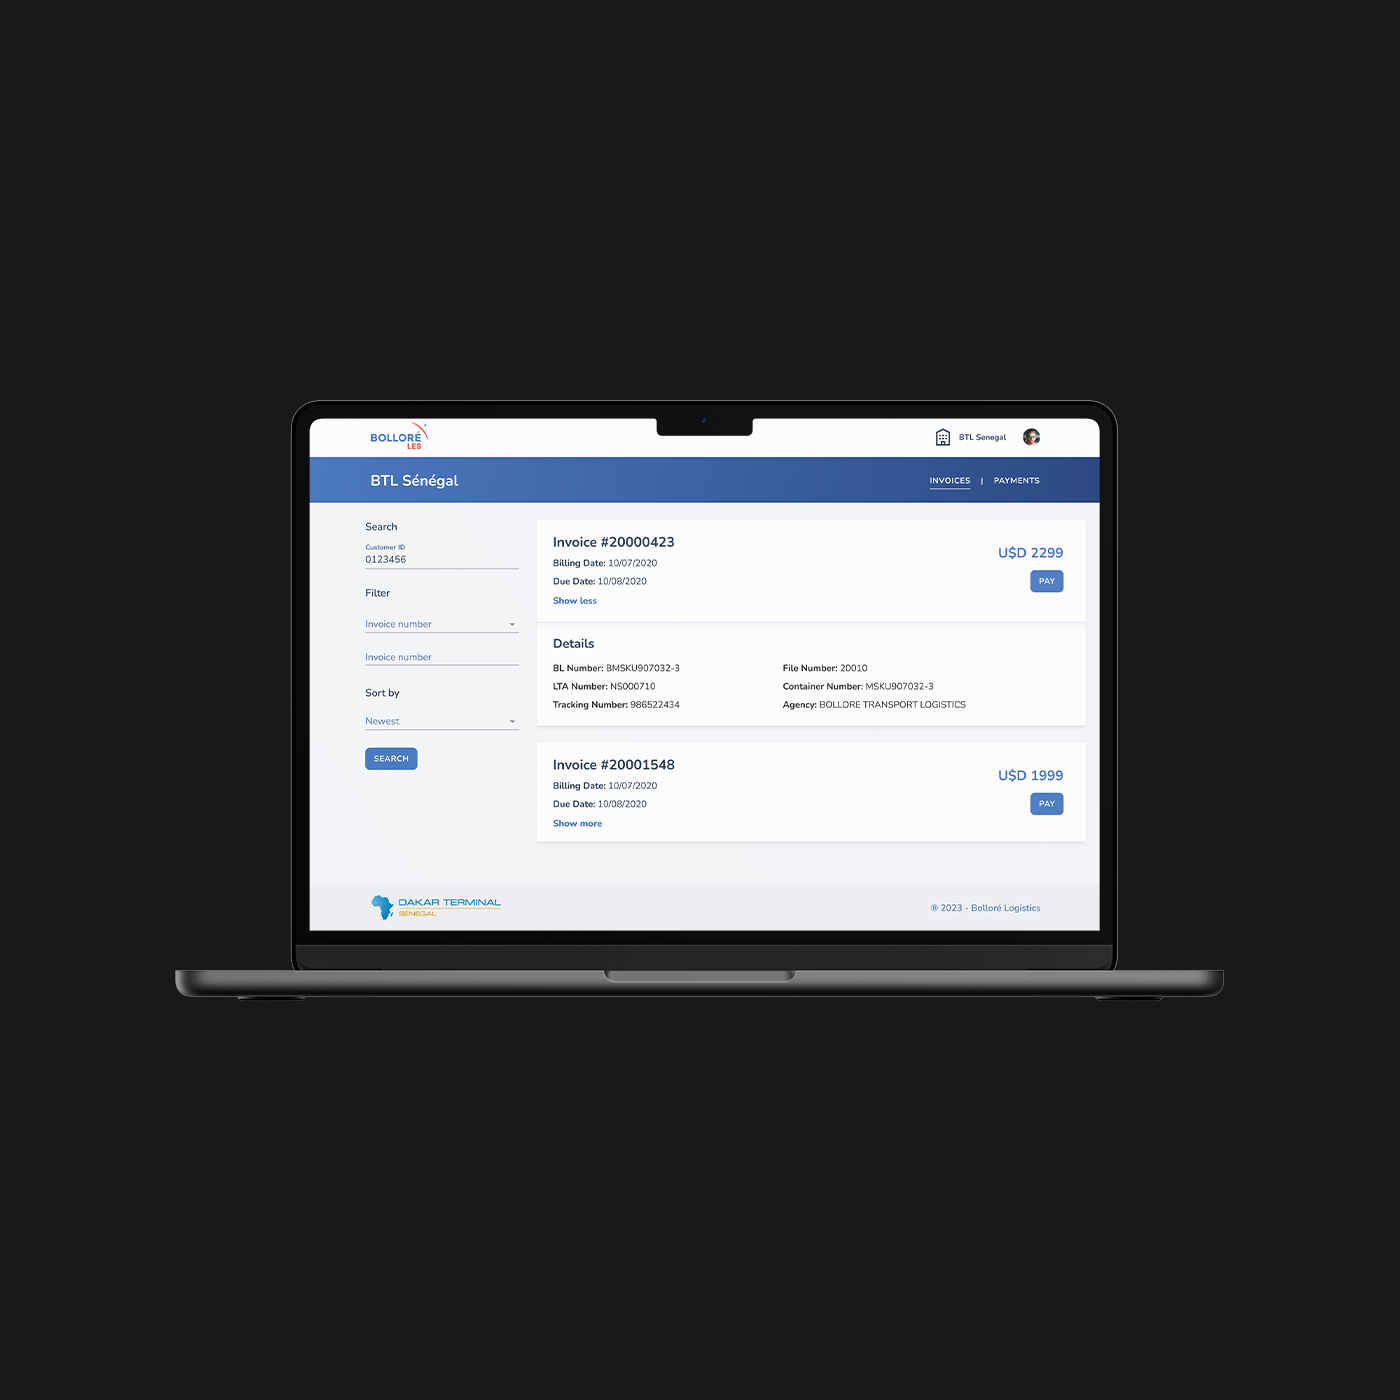 BOLLORÉ
LES
BTL Senegal
BTL Sénégal
INVOICES | PAYMENTS
Search
Customer ID
0123456
Filter
Invoice number
Invoice number
Sort by
Newest
SEARCH
Invoice #20000423
Billing Date: 10/07/2020
Due Date: 10/08/2020
Show less
U$D 2299
PAY
Details
BL Number: BMSKU907032-3
File Number: 20010
LTA Number: NS000710
Container Number: MSKU907032-3
Tracking Number: 986522434
Agency: BOLLORE TRANSPORT LOGISTICS
Invoice #20001548
Billing Date: 10/07/2020
Due Date: 10/08/2020
Show more
U$D 1999
PAY
DAKAR TERMINAL
SÉNÉGAL
® 2023 - Bolloré Logistics